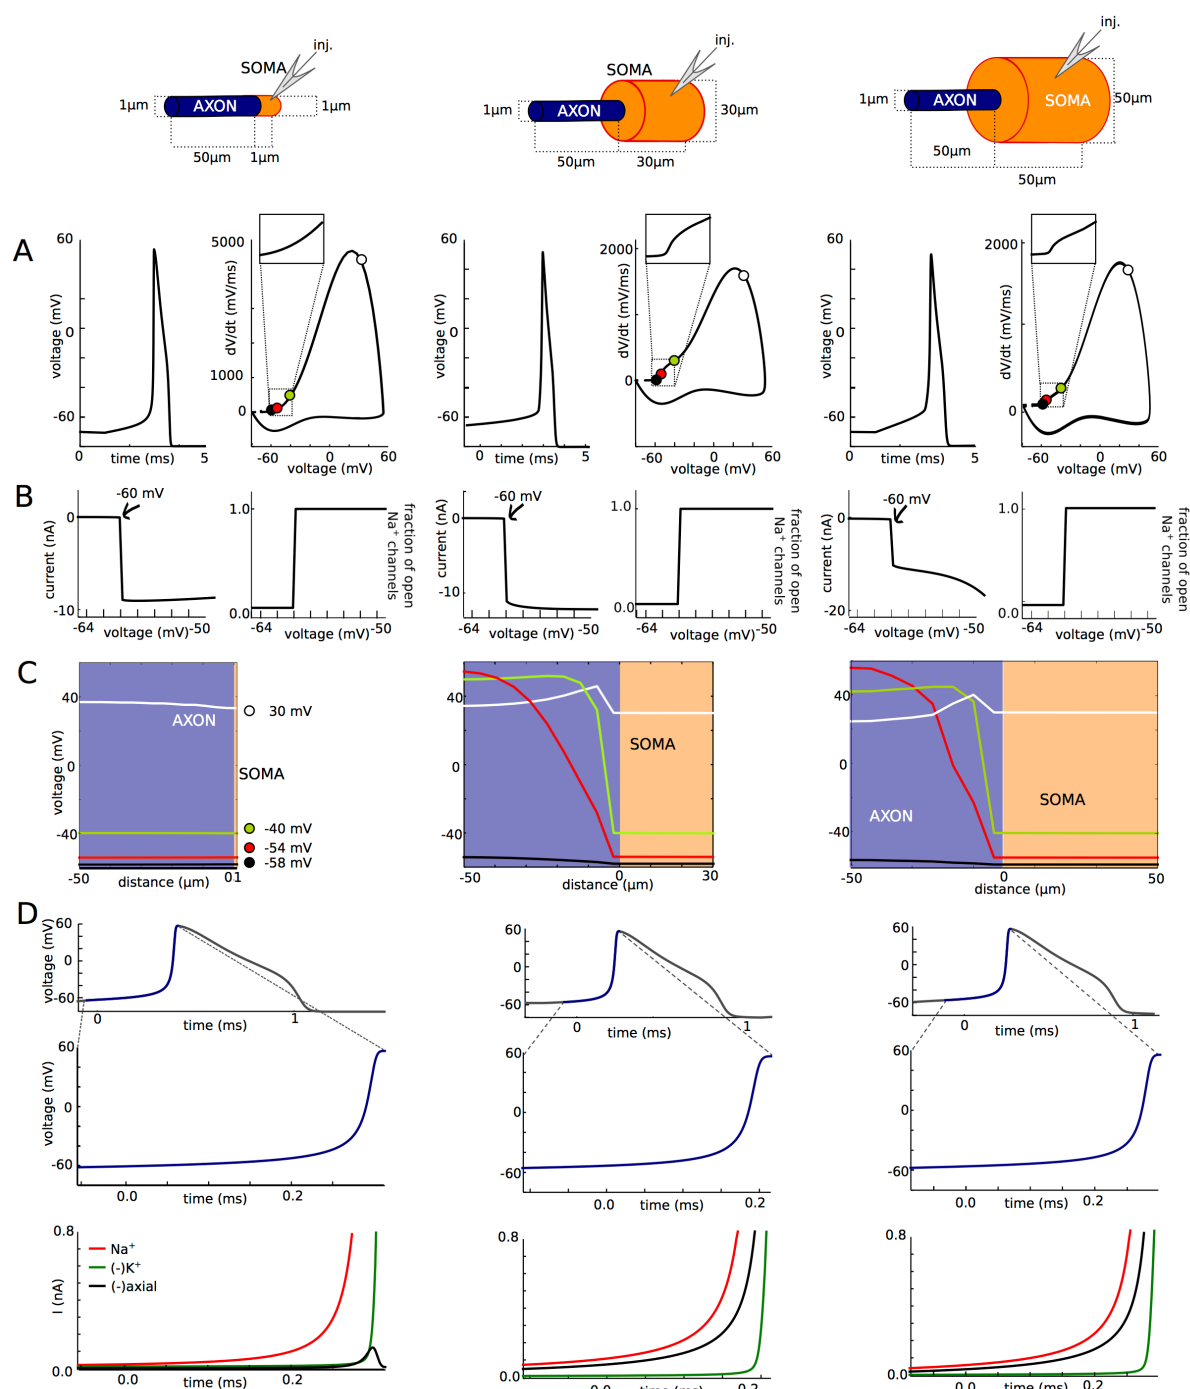 inj.
SOMA
1μm
AXON
1μm
50μm
1μm
inj.
SOMA
1μm
AXON
30μm
50μm
30μm
inj.
1μm
AXON
SOMA
50μm
50μm
50μm
A
60
voltage (mV)
0
-60
0
time (ms)
5
5000
dV/dt (mV/ms)
1000
0
-60
0
60
voltage (mV)
60
voltage (mV)
0
-60
0
time (ms)
5
2000
dV/dt (mV/ms)
0
-60
0
60
voltage (mV)
60
voltage (mV)
0
-60
0
time (ms)
5
2000
dV/dt (mV/ms)
0
-60
0
60
voltage (mV)
B
-60 mV
0
current (nA)
-10
-64
voltage (mV)
-50
1.0
0.0
fraction of open
Na+ channels
-64
voltage (mV)
-50
-60 mV
0
current (nA)
-10
-64
voltage (mV)
-50
1.0
0.0
fraction of open
Na+ channels
-64
voltage (mV)
-50
-60 mV
0
current (nA)
-20
-64
voltage (mV)
-50
1.0
0.0
fraction of open
Na+ channels
-64
voltage (mV)
-50
C
40
voltage (mV)
0
-40
AXON
SOMA
30 mV
-40 mV
-54 mV
-58 mV
-50
distance (μm)
01
40
0
-40
SOMA
-50
distance (μm)
0
30
40
0
-40
AXON
SOMA
-50
0
50
distance (μm)
D
60
voltage (mV)
0
-60
0
time (ms)
1
60
0
-60
0
time (ms)
1
60
0
-60
0
time (ms)
1
60
voltage (mV)
0
-60
0.0
time (ms)
0.2
60
0
-60
0.0
time (ms)
0.2
60
0
-60
0.0
time (ms)
0.2
0.8
I (nA)
0.0
Na+
(-)K+
(-)axial
0.0
time (ms)
0.2
0.8
0.0
0.0
time (ms)
0.2
0.8
0.0
0.0
time (ms)
0.2